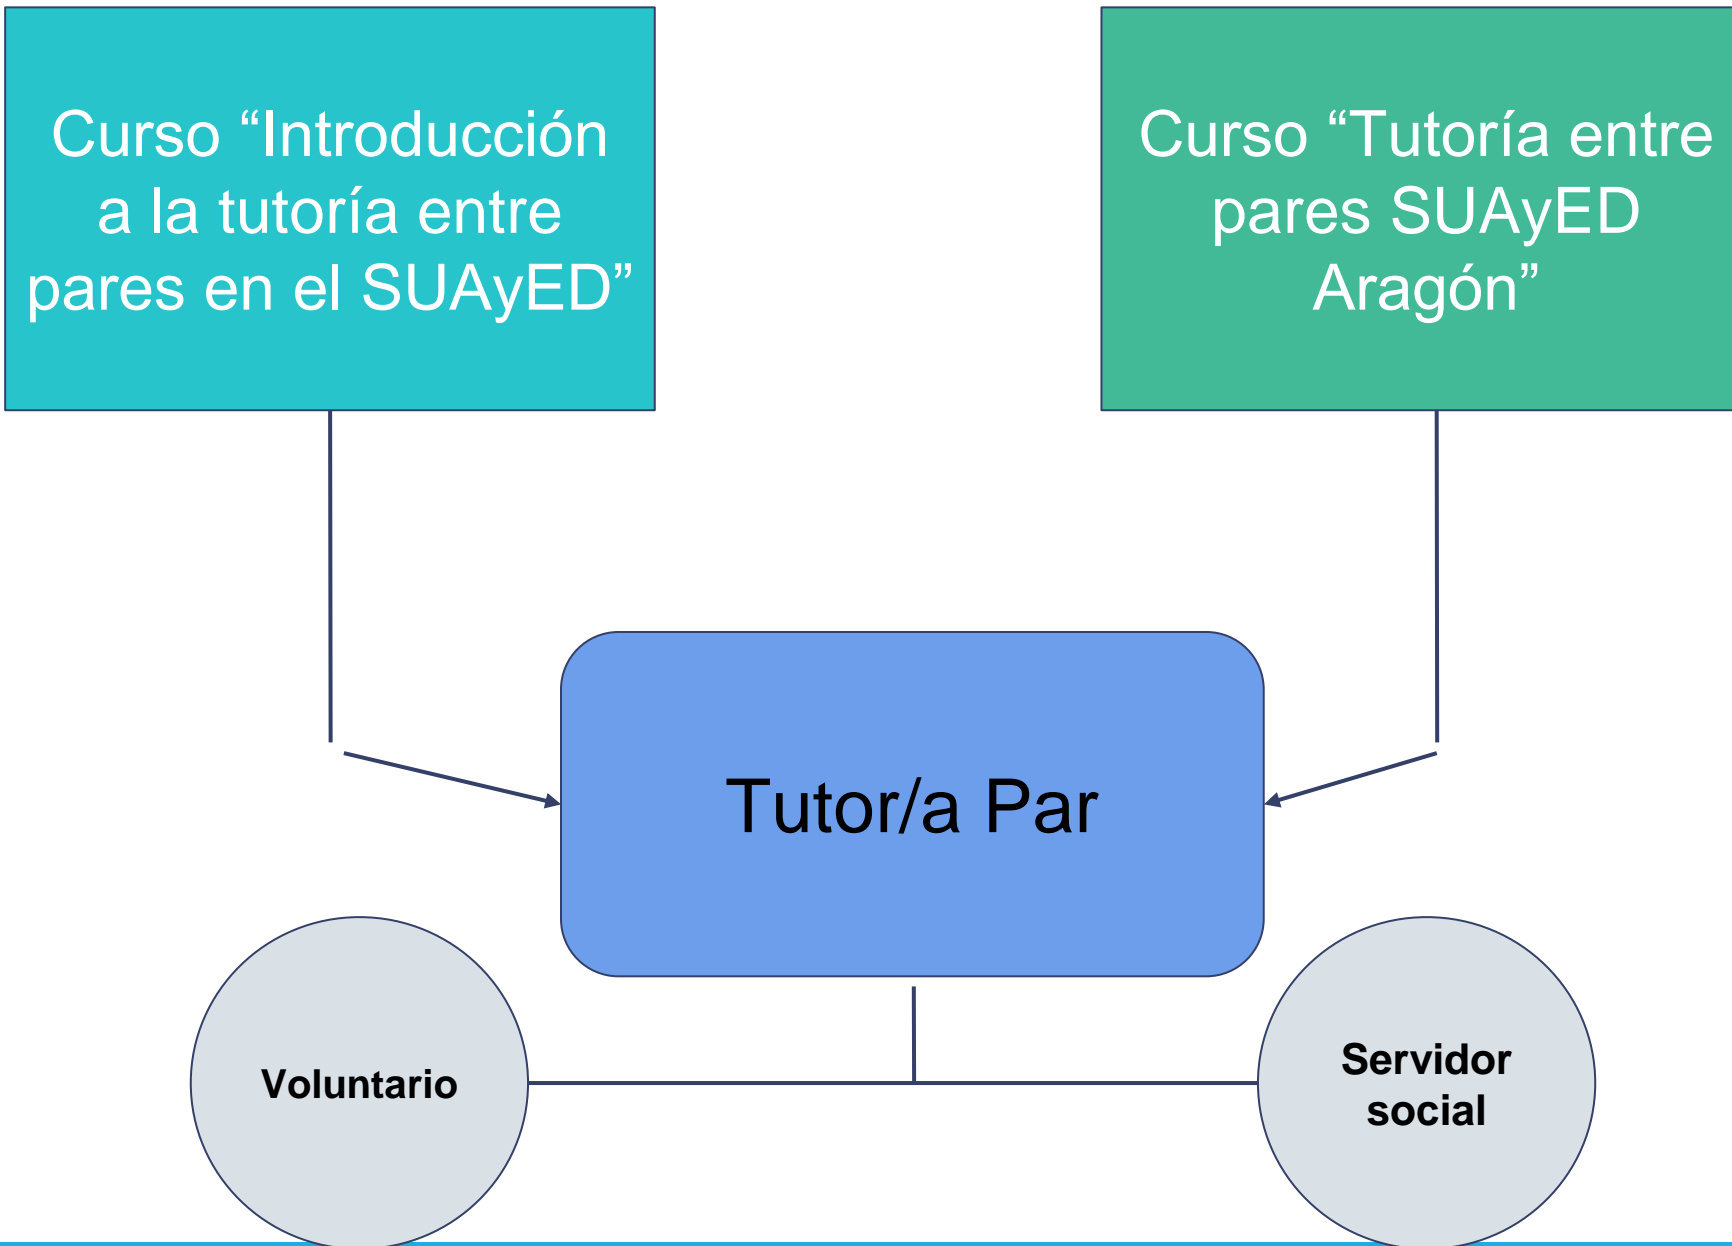 Curso “Introducción
a la tutoría entre
pares en el SUAyED”
Curso “Tutoría entre
pares SUAyED
Aragón”
Tutor/a Par
Voluntario
Servidor
social